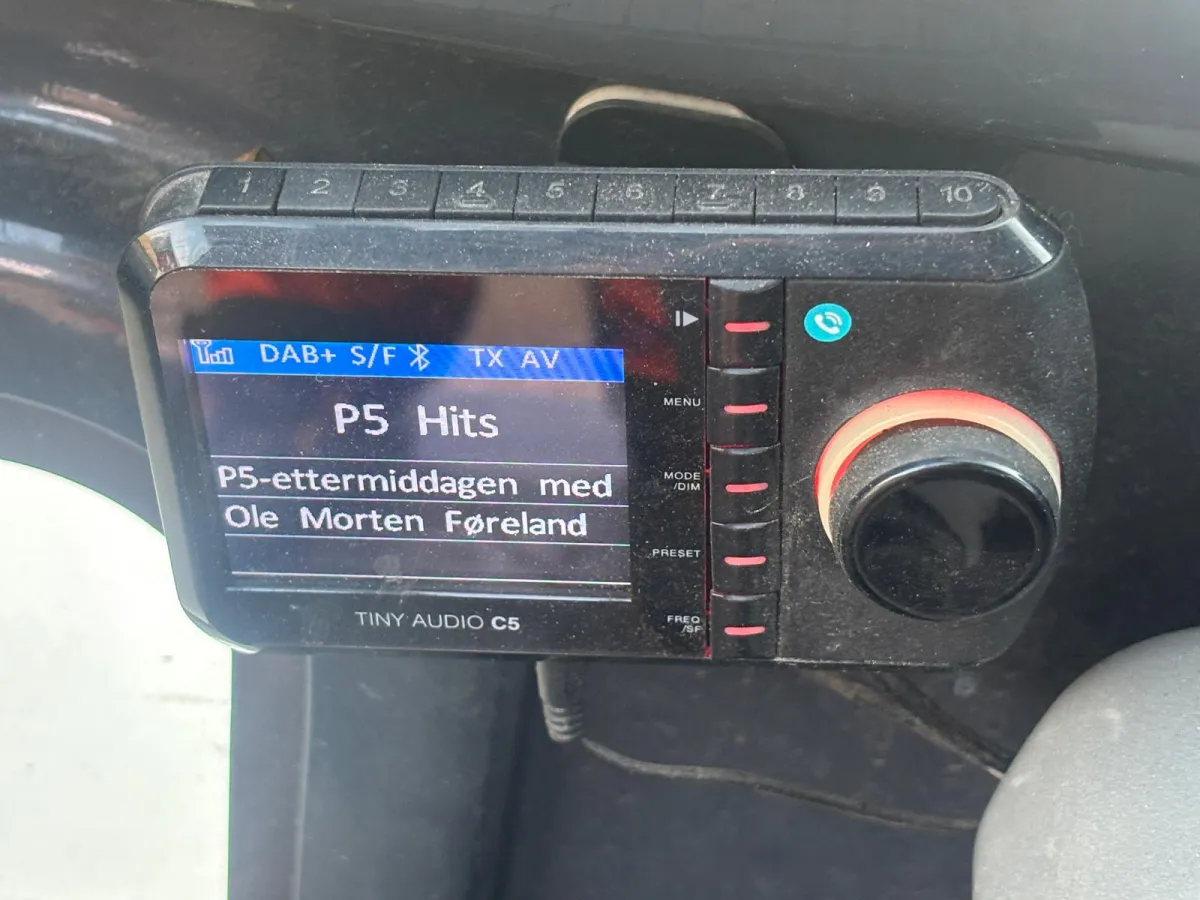 1 2 3 4 5 6 7 8 9 10
DAB+ S/F TX AV
P5 Hits
P5-ettermiddagen med
Ole Morten Føreland
TINY AUDIO C5
MENU
MODE
/DIM
PRESET
FREQ
/SF